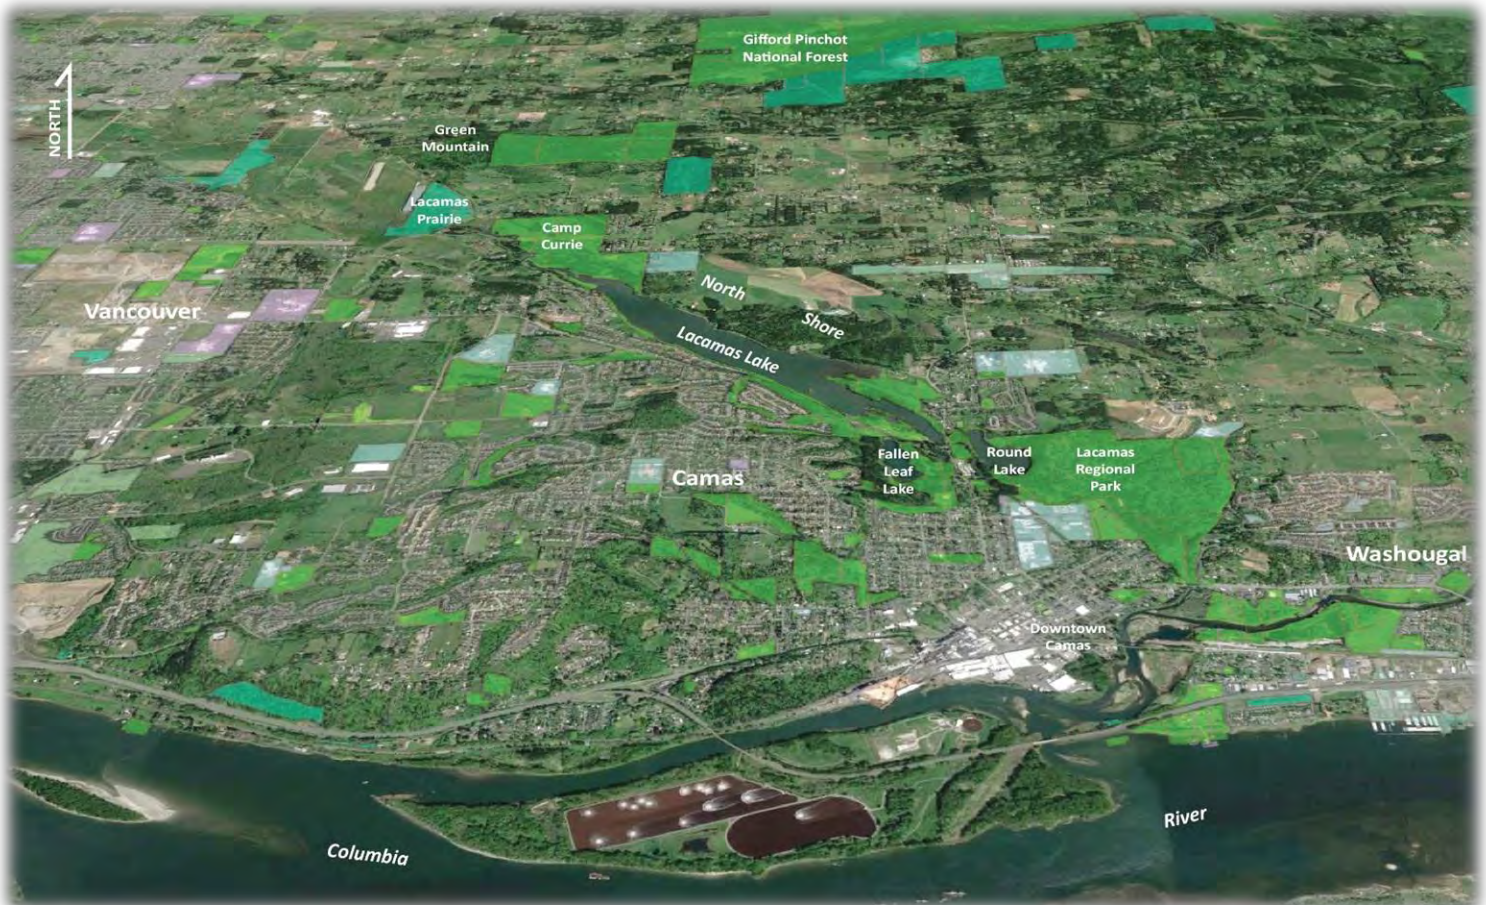 Gifford Pinchot
National Forest
NORTH
Green
Mountain
Lacamas
Prairie
Camp
Currie
North
Shore
Vancouver
Lacamas Lake
Fallen
Leaf
Lake
Round
Lake
Lacamas
Regional
Park
Camas
Washougal
Downtown
Camas
River
Columbia